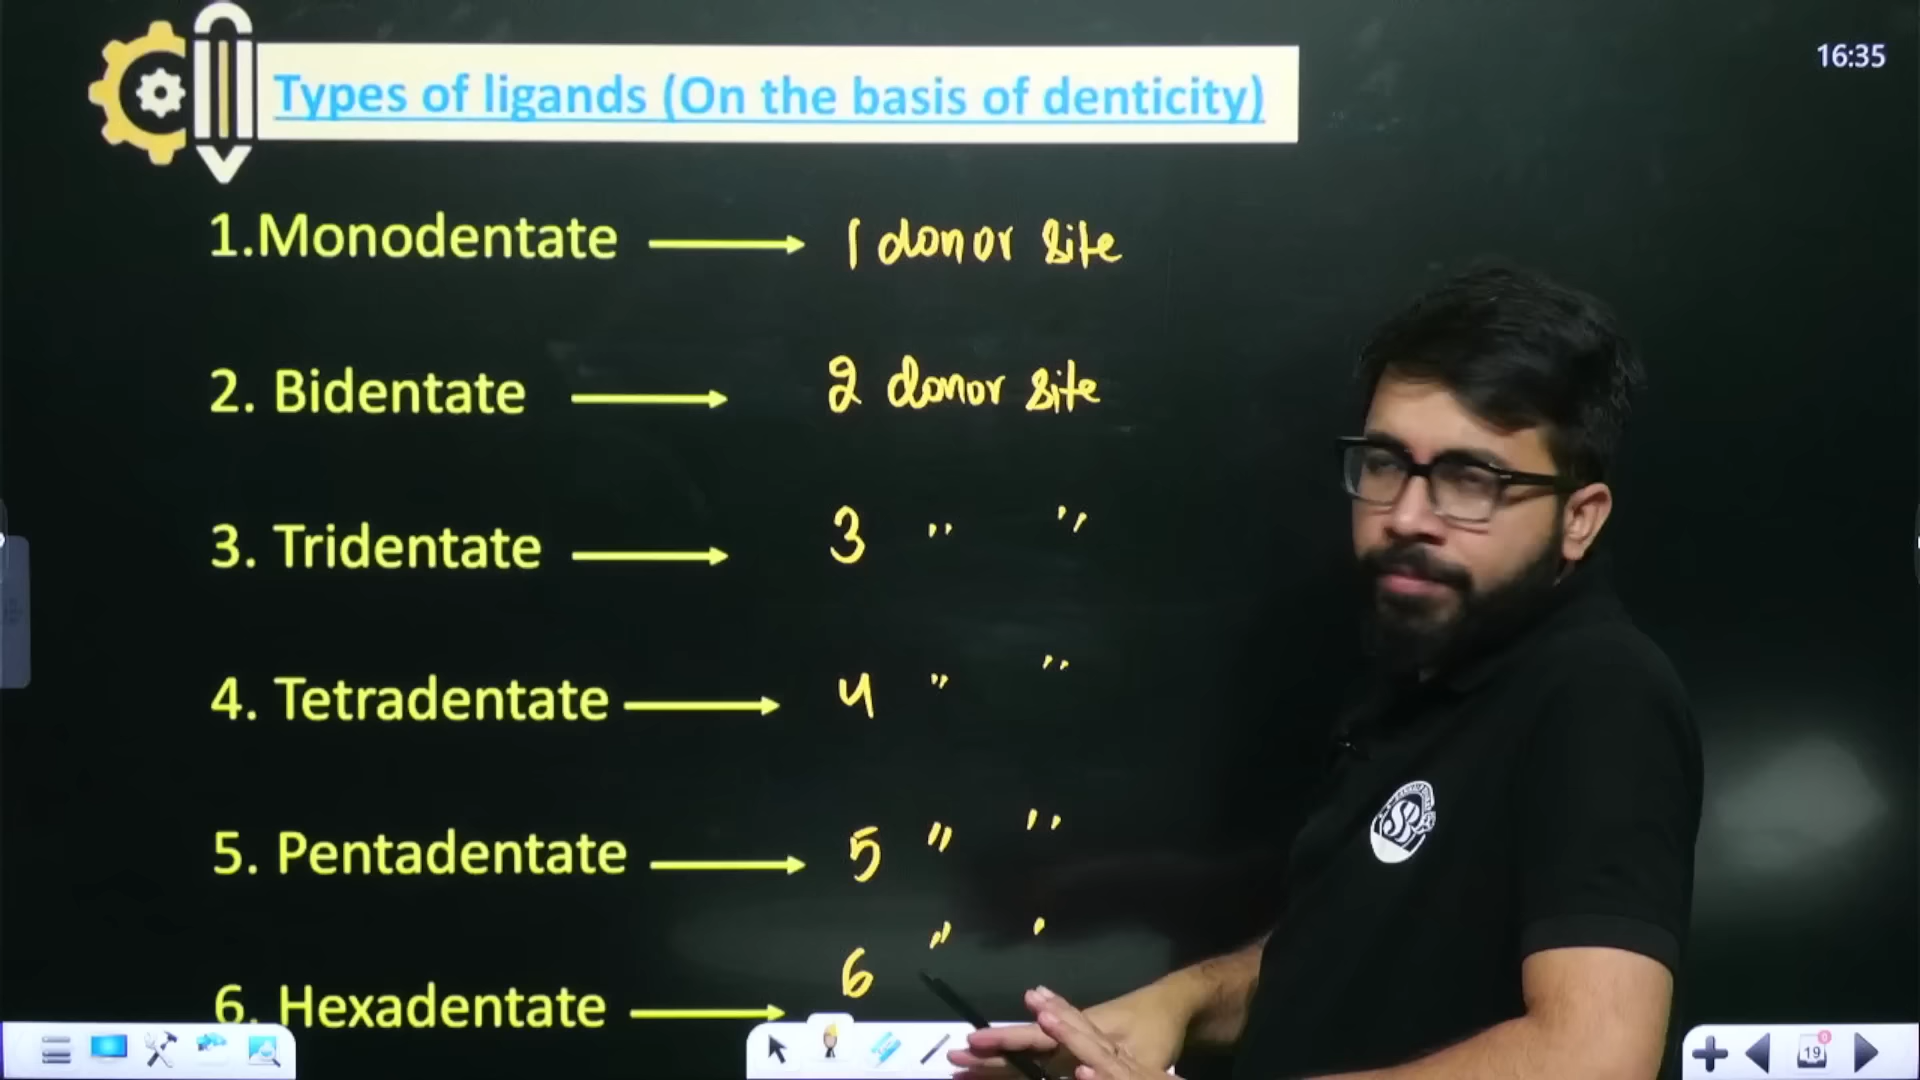 16:35
Types of ligands (On the basis of denticity)
1.Monodentate → 1 donor site
2. Bidentate → 2 donor site
3. Tridentate → 3 " "
4. Tetradentate → 4 " "
5. Pentadentate → 5 " "
6. Hexadentate → 6 " '
19